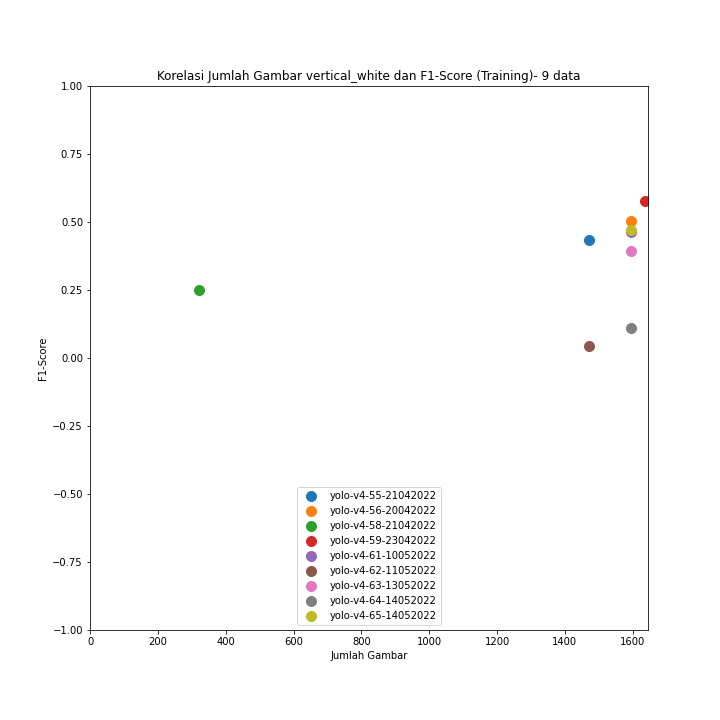 Korelasi Jumlah Gambar vertical_white dan F1-Score (Training)- 9 data
1.00
0.75
0.50
0.25
0.00
−0.25
−0.50
−0.75
−1.00
F1-Score
yolo-v4-55-21042022
yolo-v4-56-20042022
yolo-v4-58-21042022
yolo-v4-59-23042022
yolo-v4-61-10052022
yolo-v4-62-11052022
yolo-v4-63-13052022
yolo-v4-64-14052022
yolo-v4-65-14052022
0 200 400 600 800 1000 1200 1400 1600
Jumlah Gambar